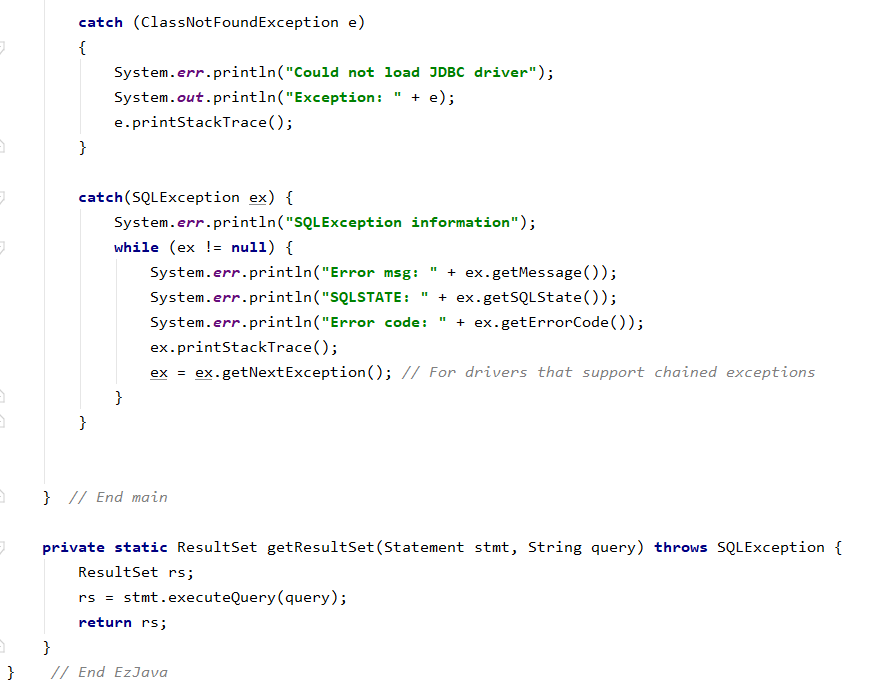 catch (ClassNotFoundException e)
{
System.err.println("Could not load JDBC driver");
System.out.println("Exception: " + e);
e.printStackTrace();
}
catch(SQLException ex) {
System.err.println("SQLException information");
while (ex != null) {
System.err.println("Error msg: " + ex.getMessage());
System.err.println("SQLSTATE: " + ex.getSQLState());
System.err.println("Error code: " + ex.getErrorCode());
ex.printStackTrace();
ex = ex.getNextException(); // For drivers that support chained exceptions
}
}
} // End main
private static ResultSet getResultSet(Statement stmt, String query) throws SQLException {
ResultSet rs;
rs = stmt.executeQuery(query);
return rs;
}
} // End EzJava